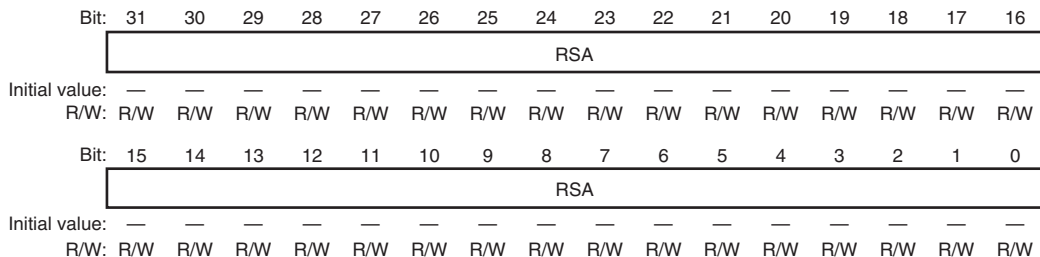 Bit: 31 30 29 28 27 26 25 24 23 22 21 20 19 18 17 16
RSA
Initial value: — — — — — — — — — — — — — — — —
R/W: R/W R/W R/W R/W R/W R/W R/W R/W R/W R/W R/W R/W R/W R/W R/W R/W
Bit: 15 14 13 12 11 10 9 8 7 6 5 4 3 2 1 0
RSA
Initial value: — — — — — — — — — — — — — — — —
R/W: R/W R/W R/W R/W R/W R/W R/W R/W R/W R/W R/W R/W R/W R/W R/W R/W